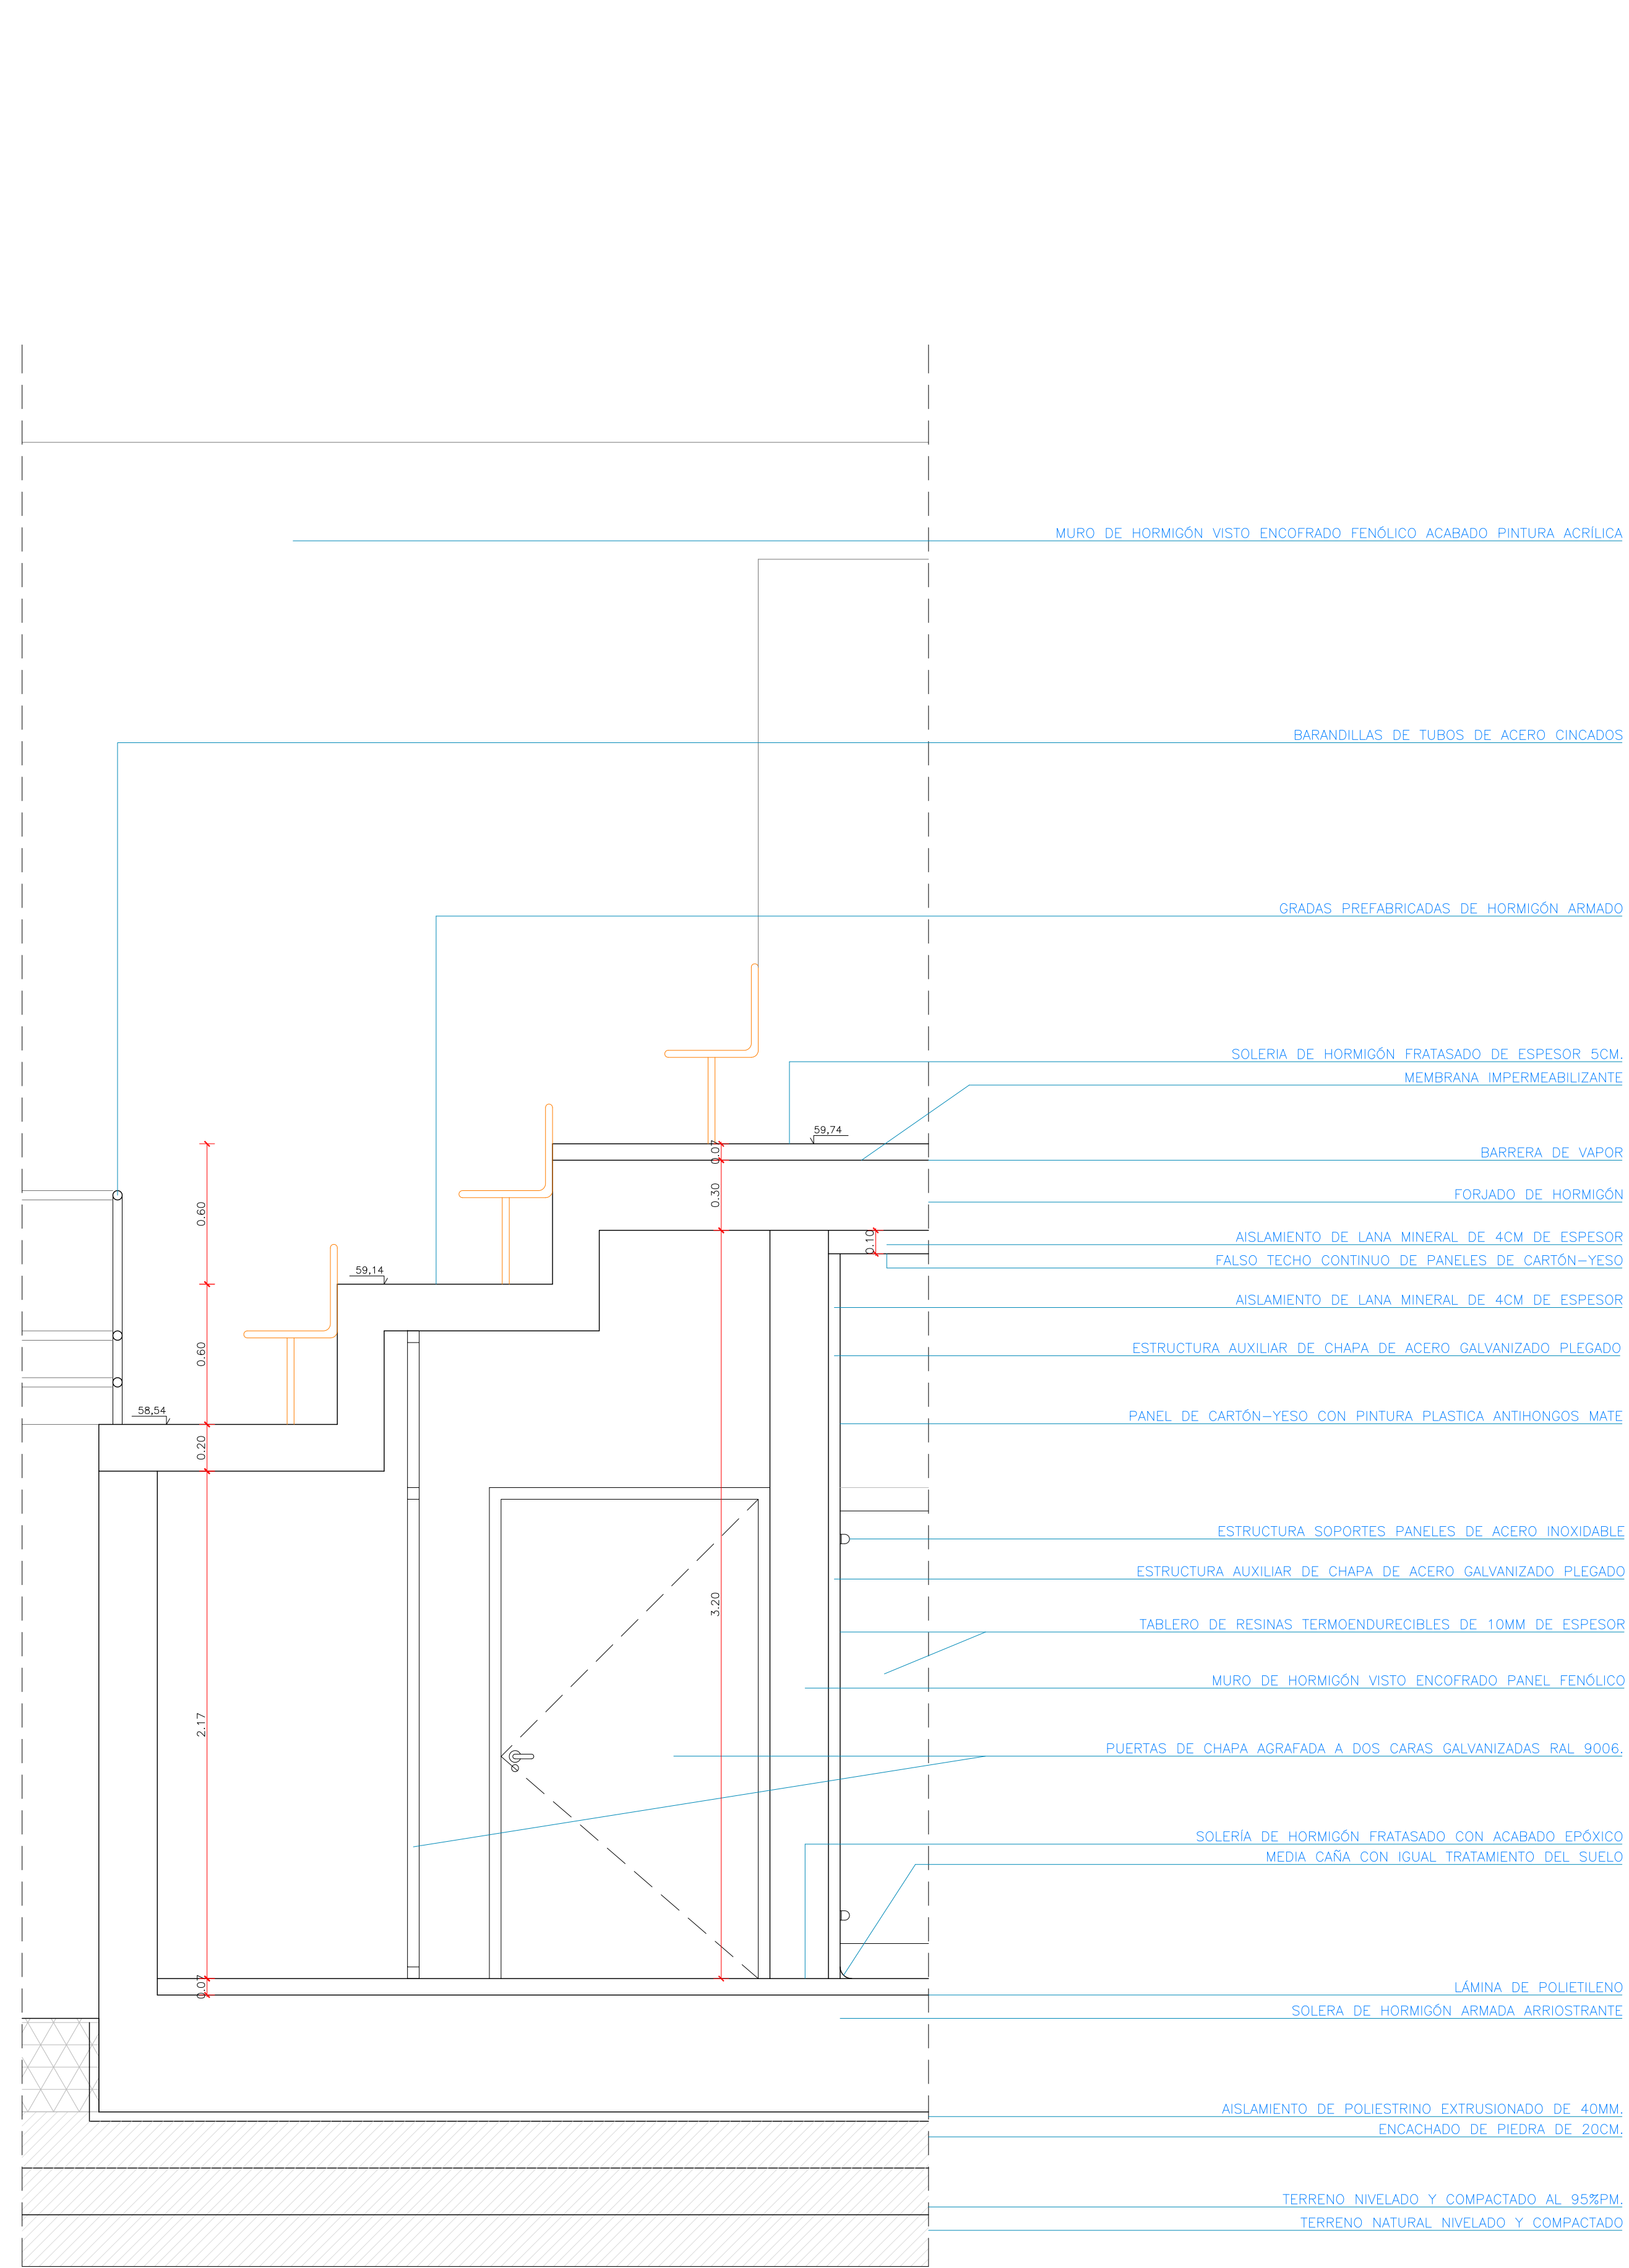 MURO DE HORMIGÓN VISTO ENCOFRADO FENÓLICO ACABADO PINTURA ACRÍLICA
BARANDILLAS DE TUBOS DE ACERO CINCADOS
GRADAS PREFABRICADAS DE HORMIGÓN ARMADO
SOLERIA DE HORMIGÓN FRATASADO DE ESPESOR 5CM.
MEMBRANA IMPERMEABILIZANTE
59,74
0.07
BARRERA DE VAPOR
0.60
0.30
FORJADO DE HORMIGÓN
0.10
AISLAMIENTO DE LANA MINERAL DE 4CM DE ESPESOR
FALSO TECHO CONTINUO DE PANELES DE CARTÓN-YESO
59,14
AISLAMIENTO DE LANA MINERAL DE 4CM DE ESPESOR
0.60
ESTRUCTURA AUXILIAR DE CHAPA DE ACERO GALVANIZADO PLEGADO
58,54
PANEL DE CARTÓN-YESO CON PINTURA PLASTICA ANTIHONGOS MATE
0.20
ESTRUCTURA SOPORTES PANELES DE ACERO INOXIDABLE
ESTRUCTURA AUXILIAR DE CHAPA DE ACERO GALVANIZADO PLEGADO
3.20
TABLERO DE RESINAS TERMOENDURECIBLES DE 10MM DE ESPESOR
MURO DE HORMIGÓN VISTO ENCOFRADO PANEL FENÓLICO
2.17
PUERTAS DE CHAPA AGRAFADA A DOS CARAS GALVANIZADAS RAL 9006.
SOLERÍA DE HORMIGÓN FRATASADO CON ACABADO EPÓXICO
MEDIA CAÑA CON IGUAL TRATAMIENTO DEL SUELO
0.07
LÁMINA DE POLIETILENO
SOLERA DE HORMIGÓN ARMADA ARRIOSTRANTE
AISLAMIENTO DE POLIESTRINO EXTRUSIONADO DE 40MM.
ENCACHADO DE PIEDRA DE 20CM.
TERRENO NIVELADO Y COMPACTADO AL 95%PM.
TERRENO NATURAL NIVELADO Y COMPACTADO